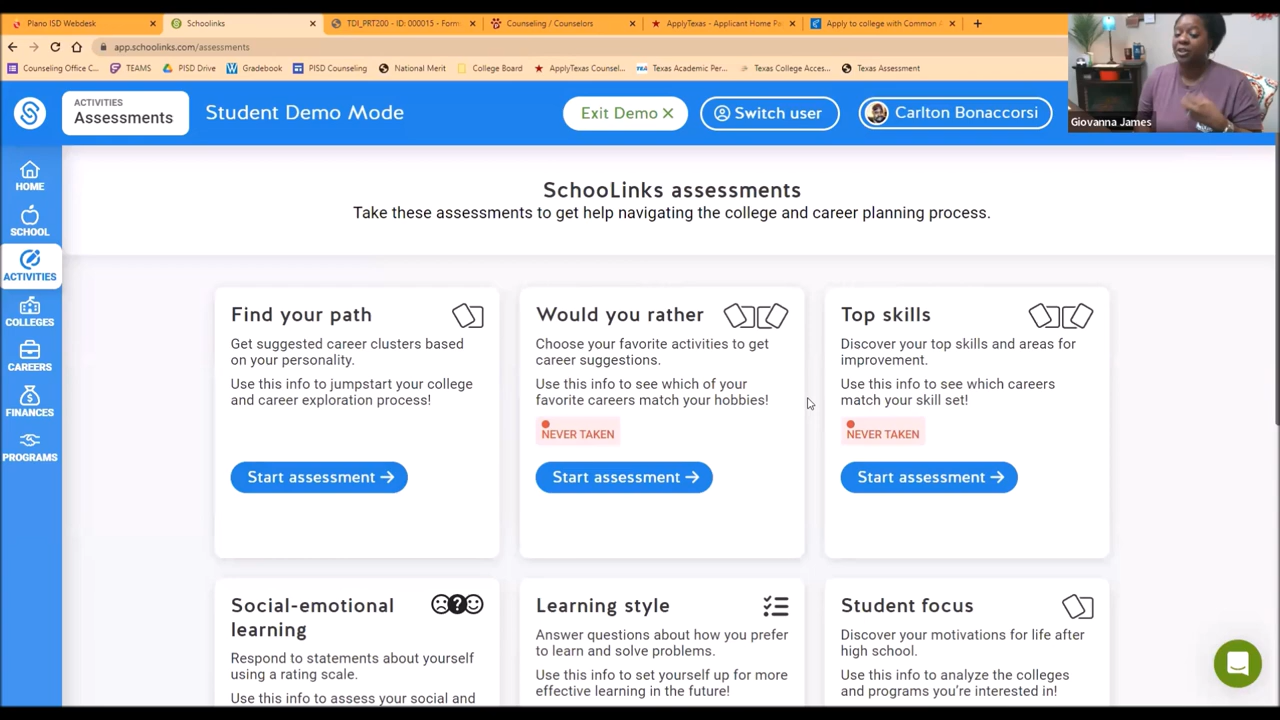 Plano ISD Webdesk
Schoolinks
TDI_PRT200 - ID: 000015 - Form
Counseling / Counselors
ApplyTexas - Applicant Home Pa
Apply to college with Common A
app.schoolinks.com/assessments
Counseling Office C...
TEAMS
PISD Drive
Gradebook
PISD Counseling
National Merit
College Board
ApplyTexas Counsel...
Texas Academic Per...
Texas College Acces...
Texas Assessment
ACTIVITIES
Assessments
Student Demo Mode
Exit Demo
Switch user
Carlton Bonaccorsi
Giovanna James
HOME
SCHOOL
ACTIVITIES
COLLEGES
CAREERS
FINANCES
PROGRAMS
SchooLinks assessments
Take these assessments to get help navigating the college and career planning process.
Find your path
Get suggested career clusters based
on your personality.
Use this info to jumpstart your college
and career exploration process!
Start assessment
Would you rather
Choose your favorite activities to get
career suggestions.
Use this info to see which of your
favorite careers match your hobbies!
NEVER TAKEN
Start assessment
Top skills
Discover your top skills and areas for
improvement.
Use this info to see which careers
match your skill set!
NEVER TAKEN
Start assessment
Social-emotional
learning
Respond to statements about yourself
using a rating scale.
Use this info to assess your social and
Learning style
Answer questions about how you prefer
to learn and solve problems.
Use this info to set yourself up for more
effective learning in the future!
Student focus
Discover your motivations for life after
high school.
Use this info to analyze the colleges
and programs you're interested in!